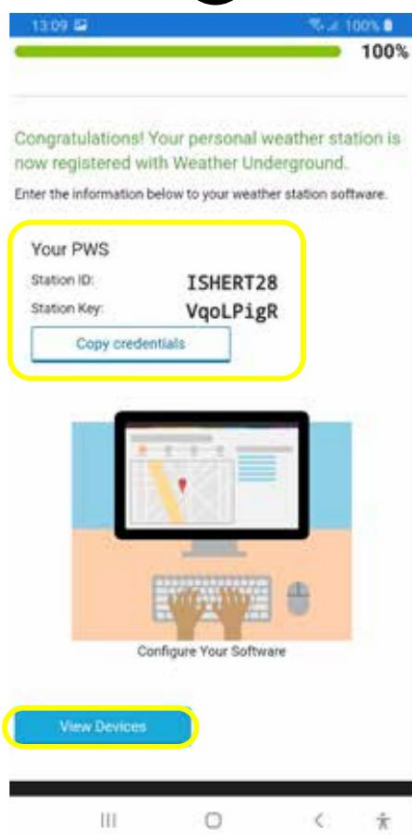 13:09 100%
100%
Congratulations! Your personal weather station is
now registered with Weather Underground.
Enter the information below to your weather station software.
Your PWS
Station ID: ISHERT28
Station Key: VqoLPigR
Copy credentials
Configure Your Software
View Devices